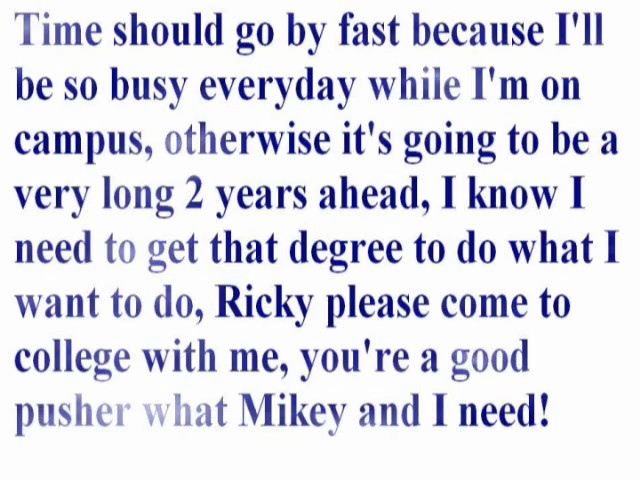 Time should go by fast because I'll
be so busy everyday while I'm on
campus, otherwise it's going to be a
very long 2 years ahead, I know I
need to get that degree to do what I
want to do, Ricky please come to
college with me, you're a good
pusher what Mikey and I need!